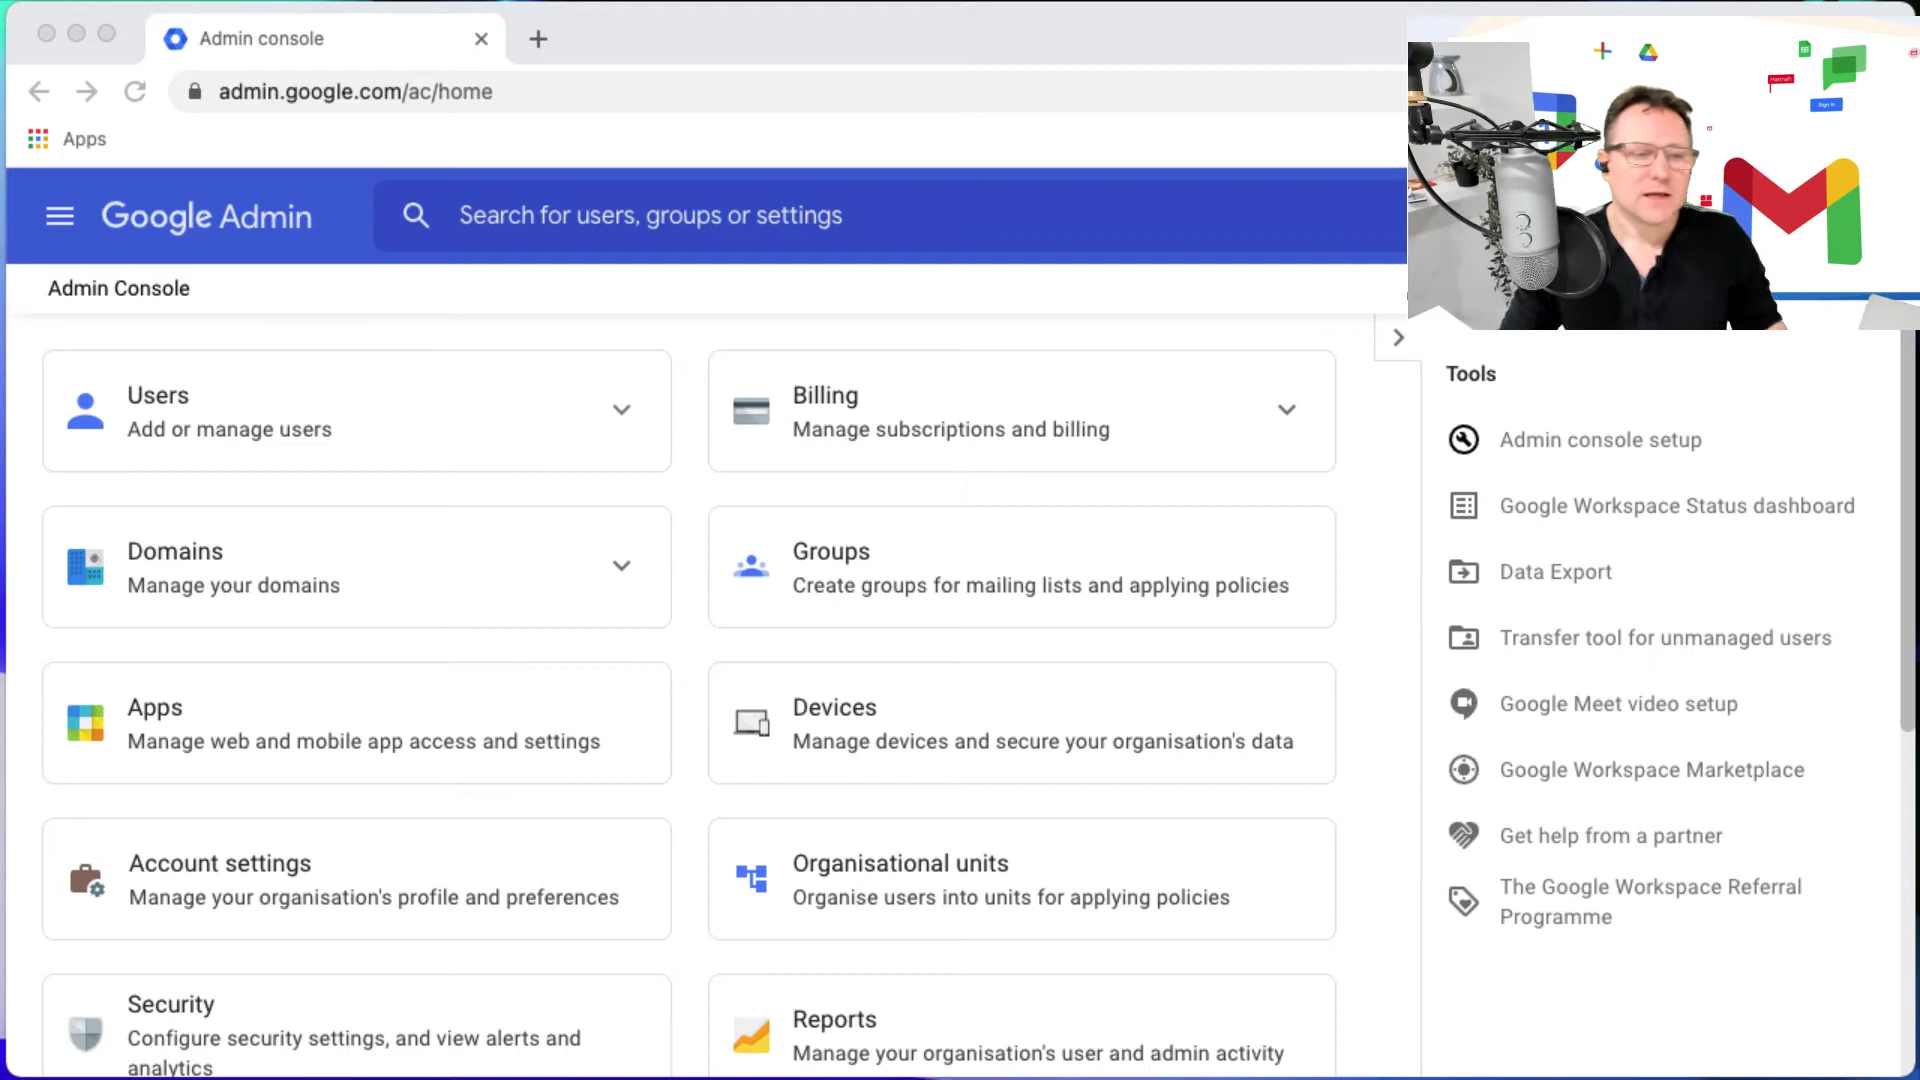 Admin console
admin.google.com/ac/home
Apps
Google Admin
Search for users, groups or settings
Admin Console
Users
Add or manage users
Billing
Manage subscriptions and billing
Domains
Manage your domains
Groups
Create groups for mailing lists and applying policies
Apps
Manage web and mobile app access and settings
Devices
Manage devices and secure your organisation's data
Account settings
Manage your organisation's profile and preferences
Organisational units
Organise users into units for applying policies
Security
Configure security settings, and view alerts and
analytics
Reports
Manage your organisation's user and admin activity
Hannah
Sign in
Tools
Admin console setup
Google Workspace Status dashboard
Data Export
Transfer tool for unmanaged users
Google Meet video setup
Google Workspace Marketplace
Get help from a partner
The Google Workspace Referral
Programme